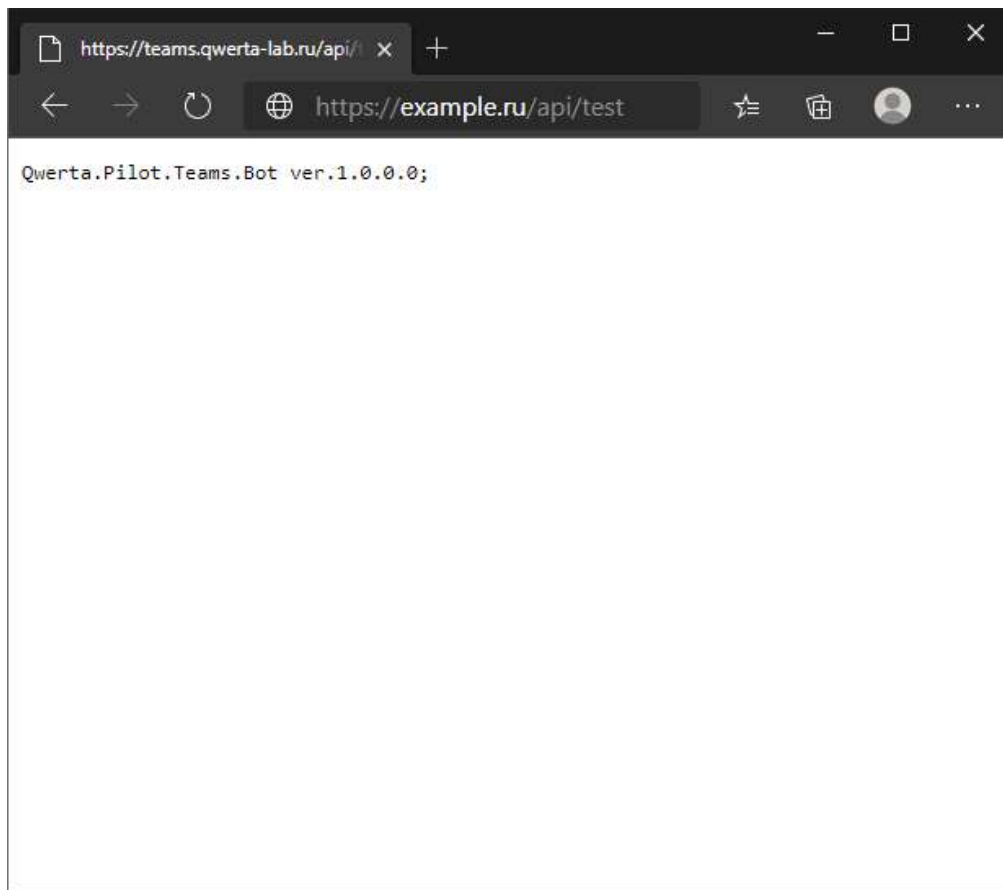 https://teams.qwerta-lab.ru/api/
https://example.ru/api/test
Qwerta.Pilot.Teams.Bot ver.1.0.0.0;